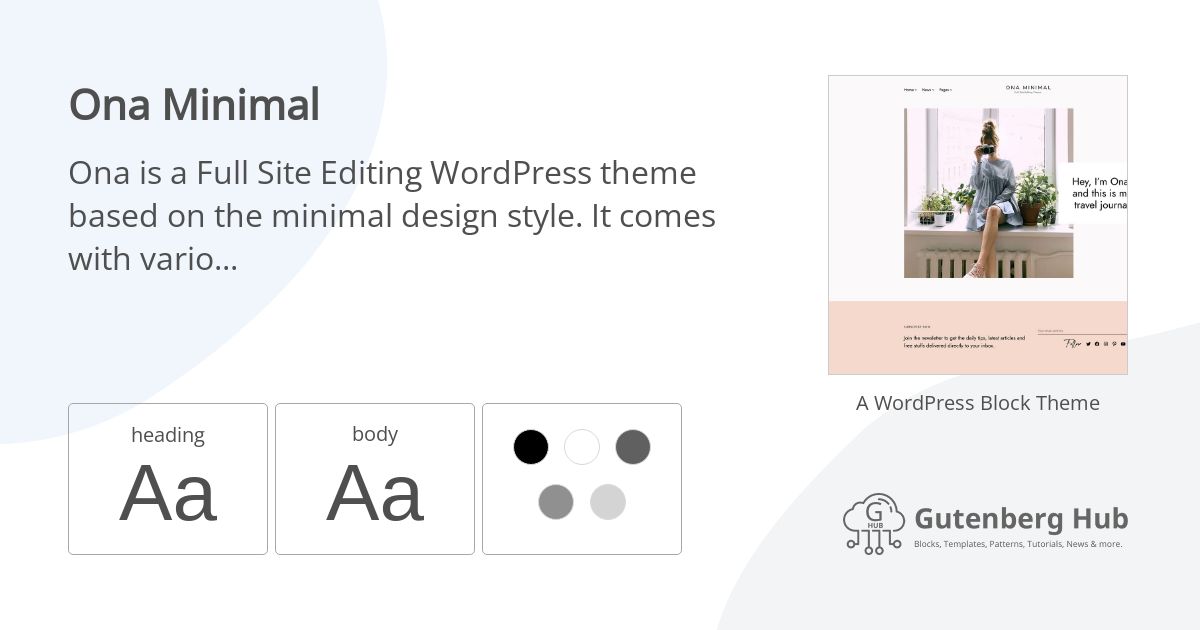 Ona Minimal
Ona is a Full Site Editing WordPress theme
based on the minimal design style. It comes
with vario...
heading
Aa
body
Aa
Home
News
Pages
ONA MINIMAL
Hey, I'm Ona
and this is m
travel journa
Join the newsletter to get the daily tips, latest articles and
free stuffs delivered directly to your inbox.
Follow
A WordPress Block Theme
G
HUB
Gutenberg Hub
Blocks, Templates, Patterns, Tutorials, News & more.